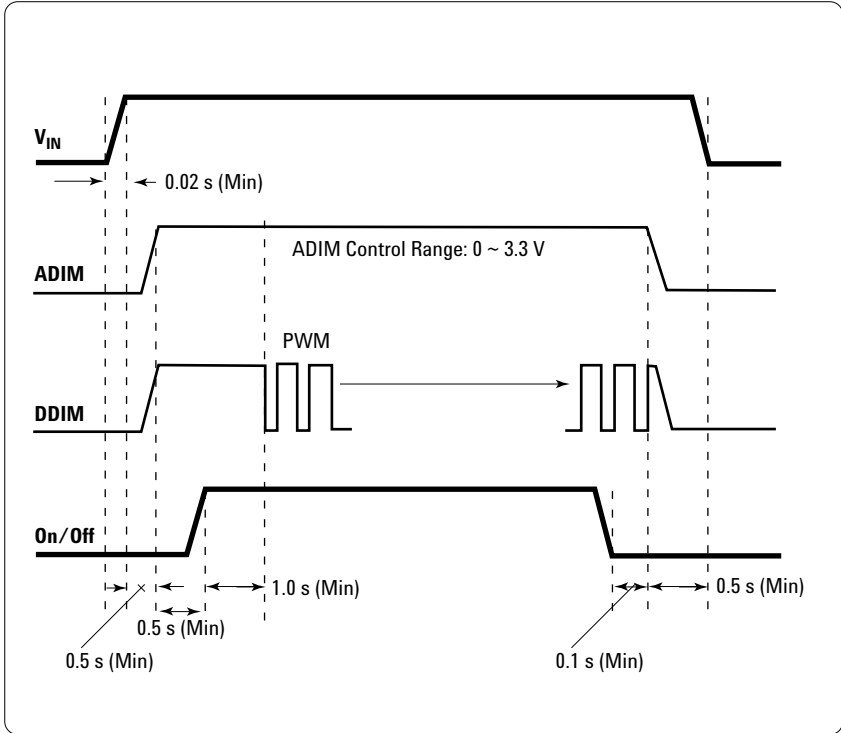 V_IN
0.02 s (Min)
ADIM Control Range: 0 ~ 3.3 V
ADIM
PWM
DDIM
On/Off
1.0 s (Min)
0.5 s (Min)
0.5 s (Min)
0.5 s (Min)
0.1 s (Min)